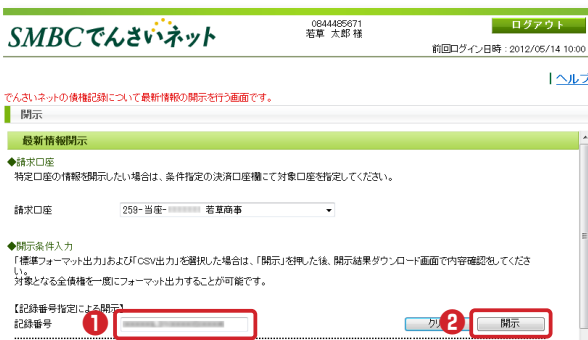 SMBCでんさいネット
0844485671
若草 太郎 様
ログアウト
前回ログイン日時：2012/05/14 10:00
ヘルプ
でんさいネットの債権記録について最新情報の開示を行う画面です。
開示
最新情報開示
◆請求口座
特定口座の情報を開示したい場合は、条件指定の決済口座欄にて対象口座を指定してください。
請求口座
259-当座- 若草商事
◆開示条件入力
「標準フォーマット出力」および「CSV出力」を選択した場合は、「開示」を押した後、開示結果ダウンロード画面で内容確認をしてくださ
い。
対象となる全債権を一度にフォーマット出力することが可能です。
【記録番号指定による開示】
記録番号
1
クリ
2
開示